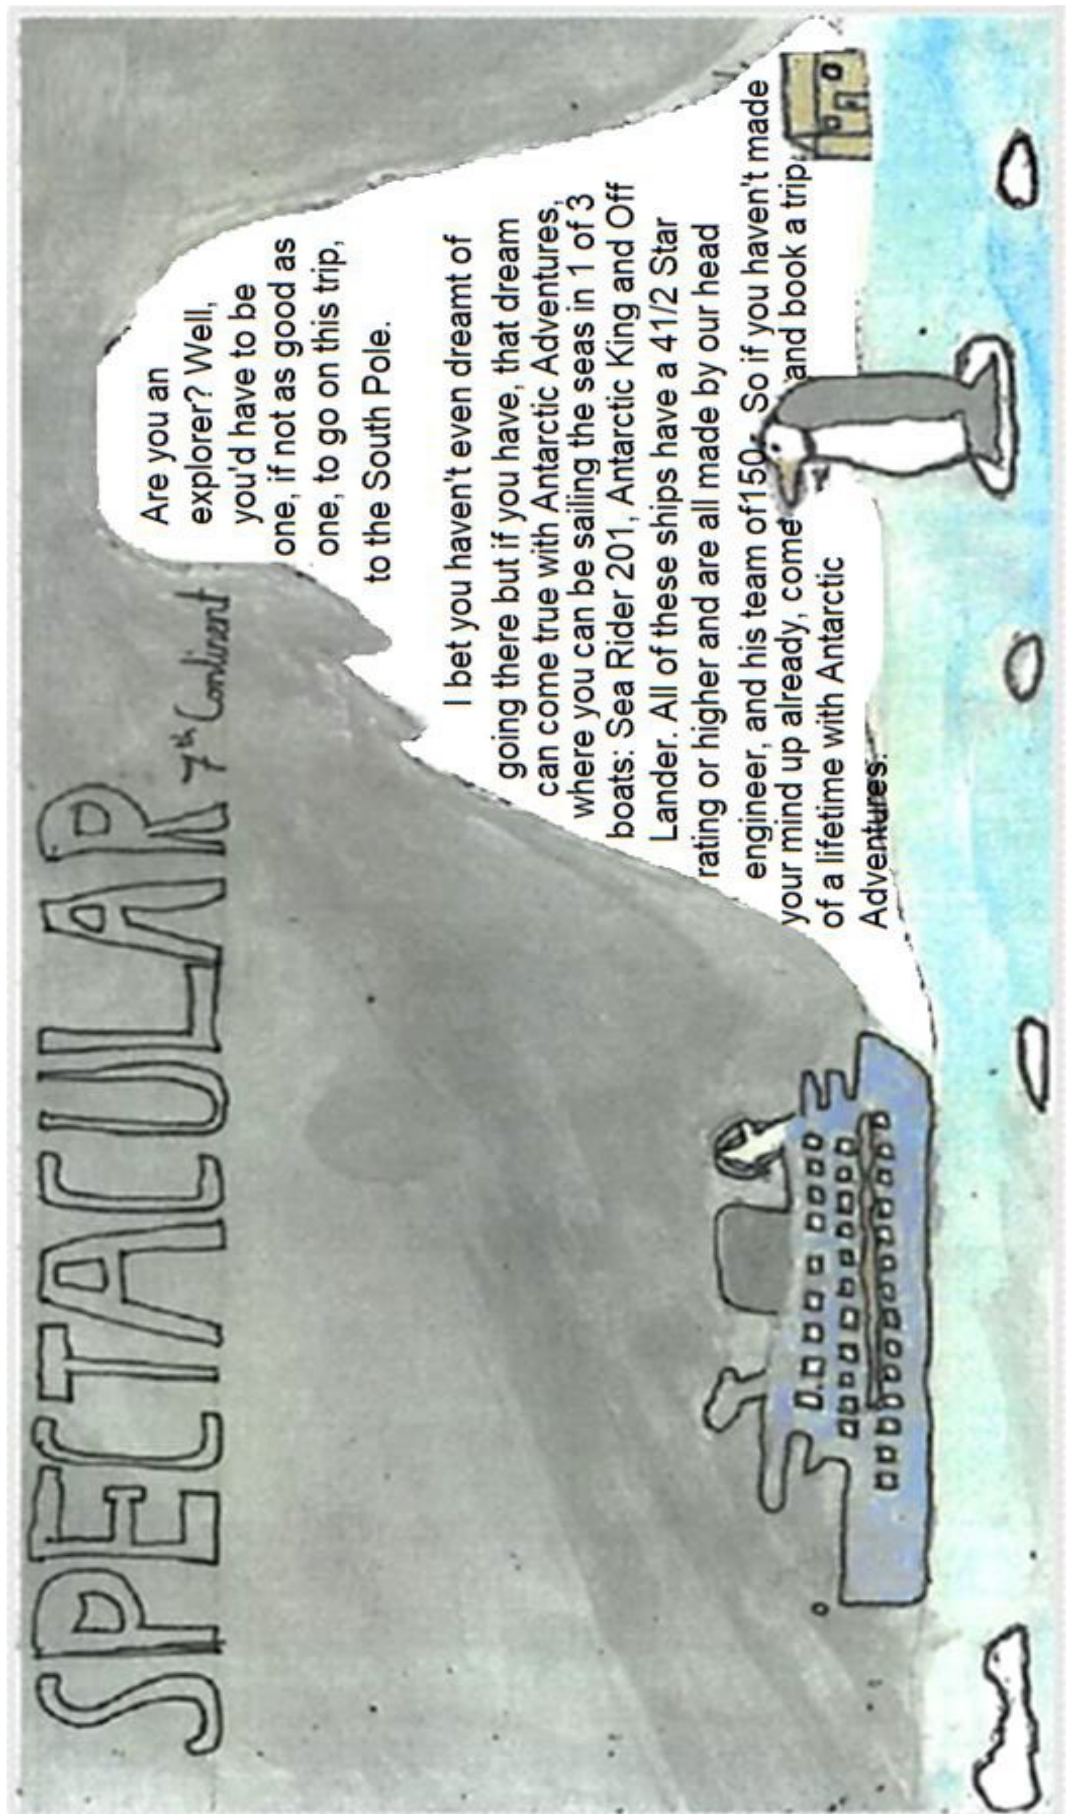 SPECTACULAR
7th Continent
Are you an
explorer? Well,
you'd have to be
one, if not as good as
one, to go on this trip,
to the South Pole.
I bet you haven't even dreamt of
going there but if you have, that dream
can come true with Antarctic Adventures,
where you can be sailing the seas in 1 of 3
boats: Sea Rider 201, Antarctic King and Off
Lander. All of these ships have a 41/2 Star
rating or higher and are all made by our head
engineer, and his team of150. So if you haven't made
your mind up already, come and book a trip
of a lifetime with Antarctic
Adventures.